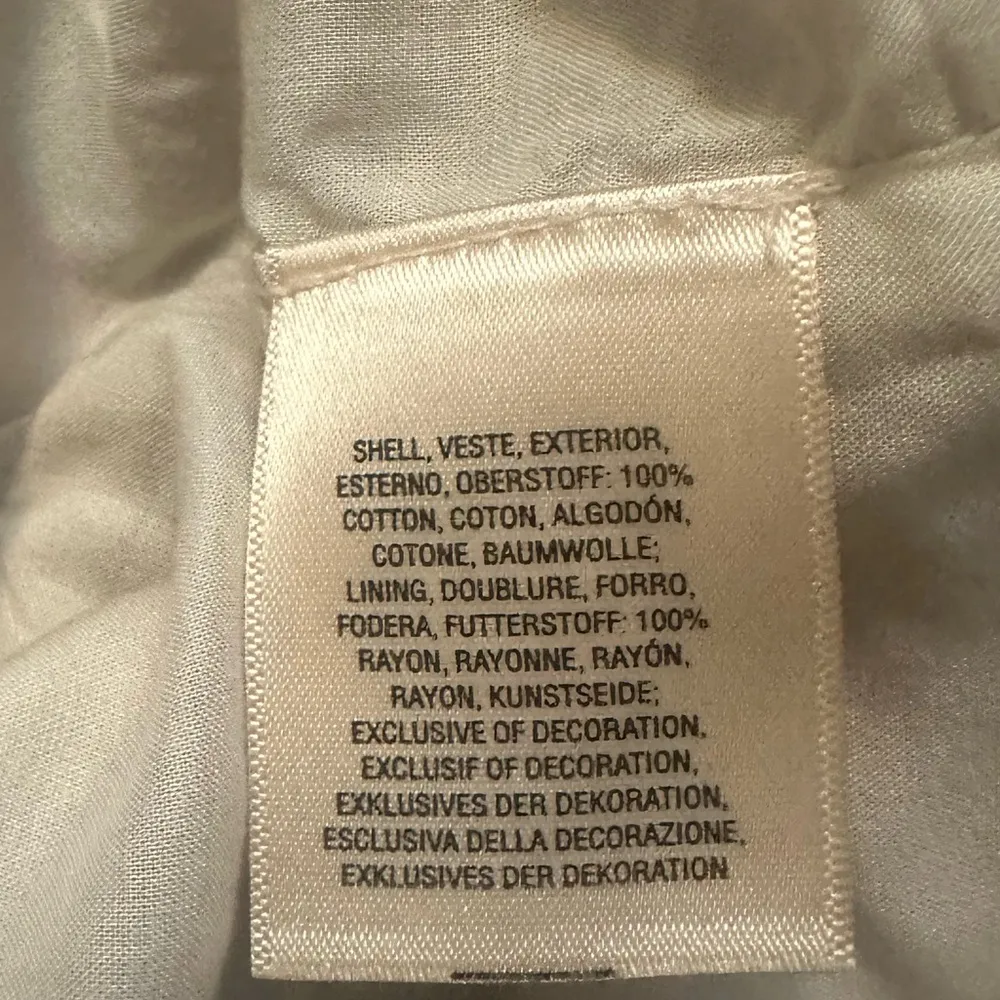 SHELL, VESTE, EXTERIOR,
ESTERNO, OBERSTOFF: 100%
COTTON, COTON, ALGODÓN,
COTONE, BAUMWOLLE;
LINING, DOUBLURE, FORRO,
FODERA, FUTTERSTOFF: 100%
RAYON, RAYONNE, RAYÓN,
RAYON, KUNSTSEIDE;
EXCLUSIVE OF DECORATION,
EXCLUSIF OF DECORATION,
EXKLUSIVES DER DEKORATION,
ESCLUSIVA DELLA DECORAZIONE,
EXKLUSIVES DER DEKORATION